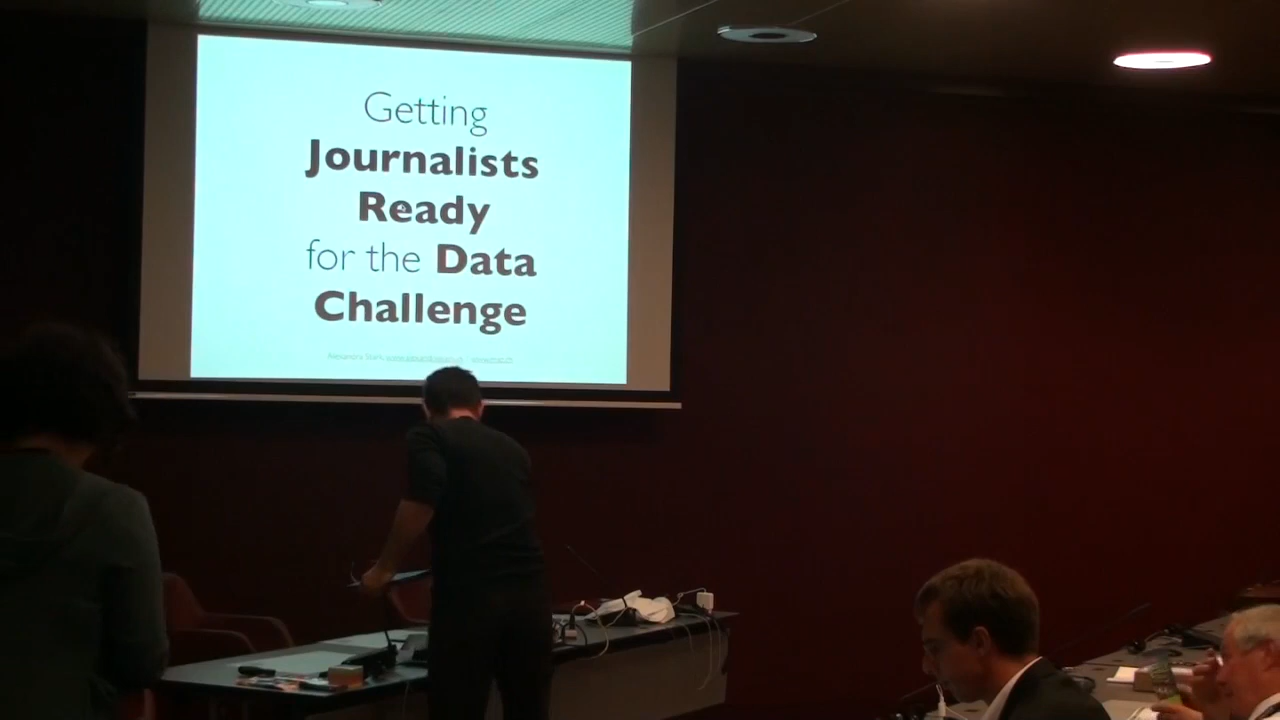 Getting
Journalists
Ready
for the Data
Challenge